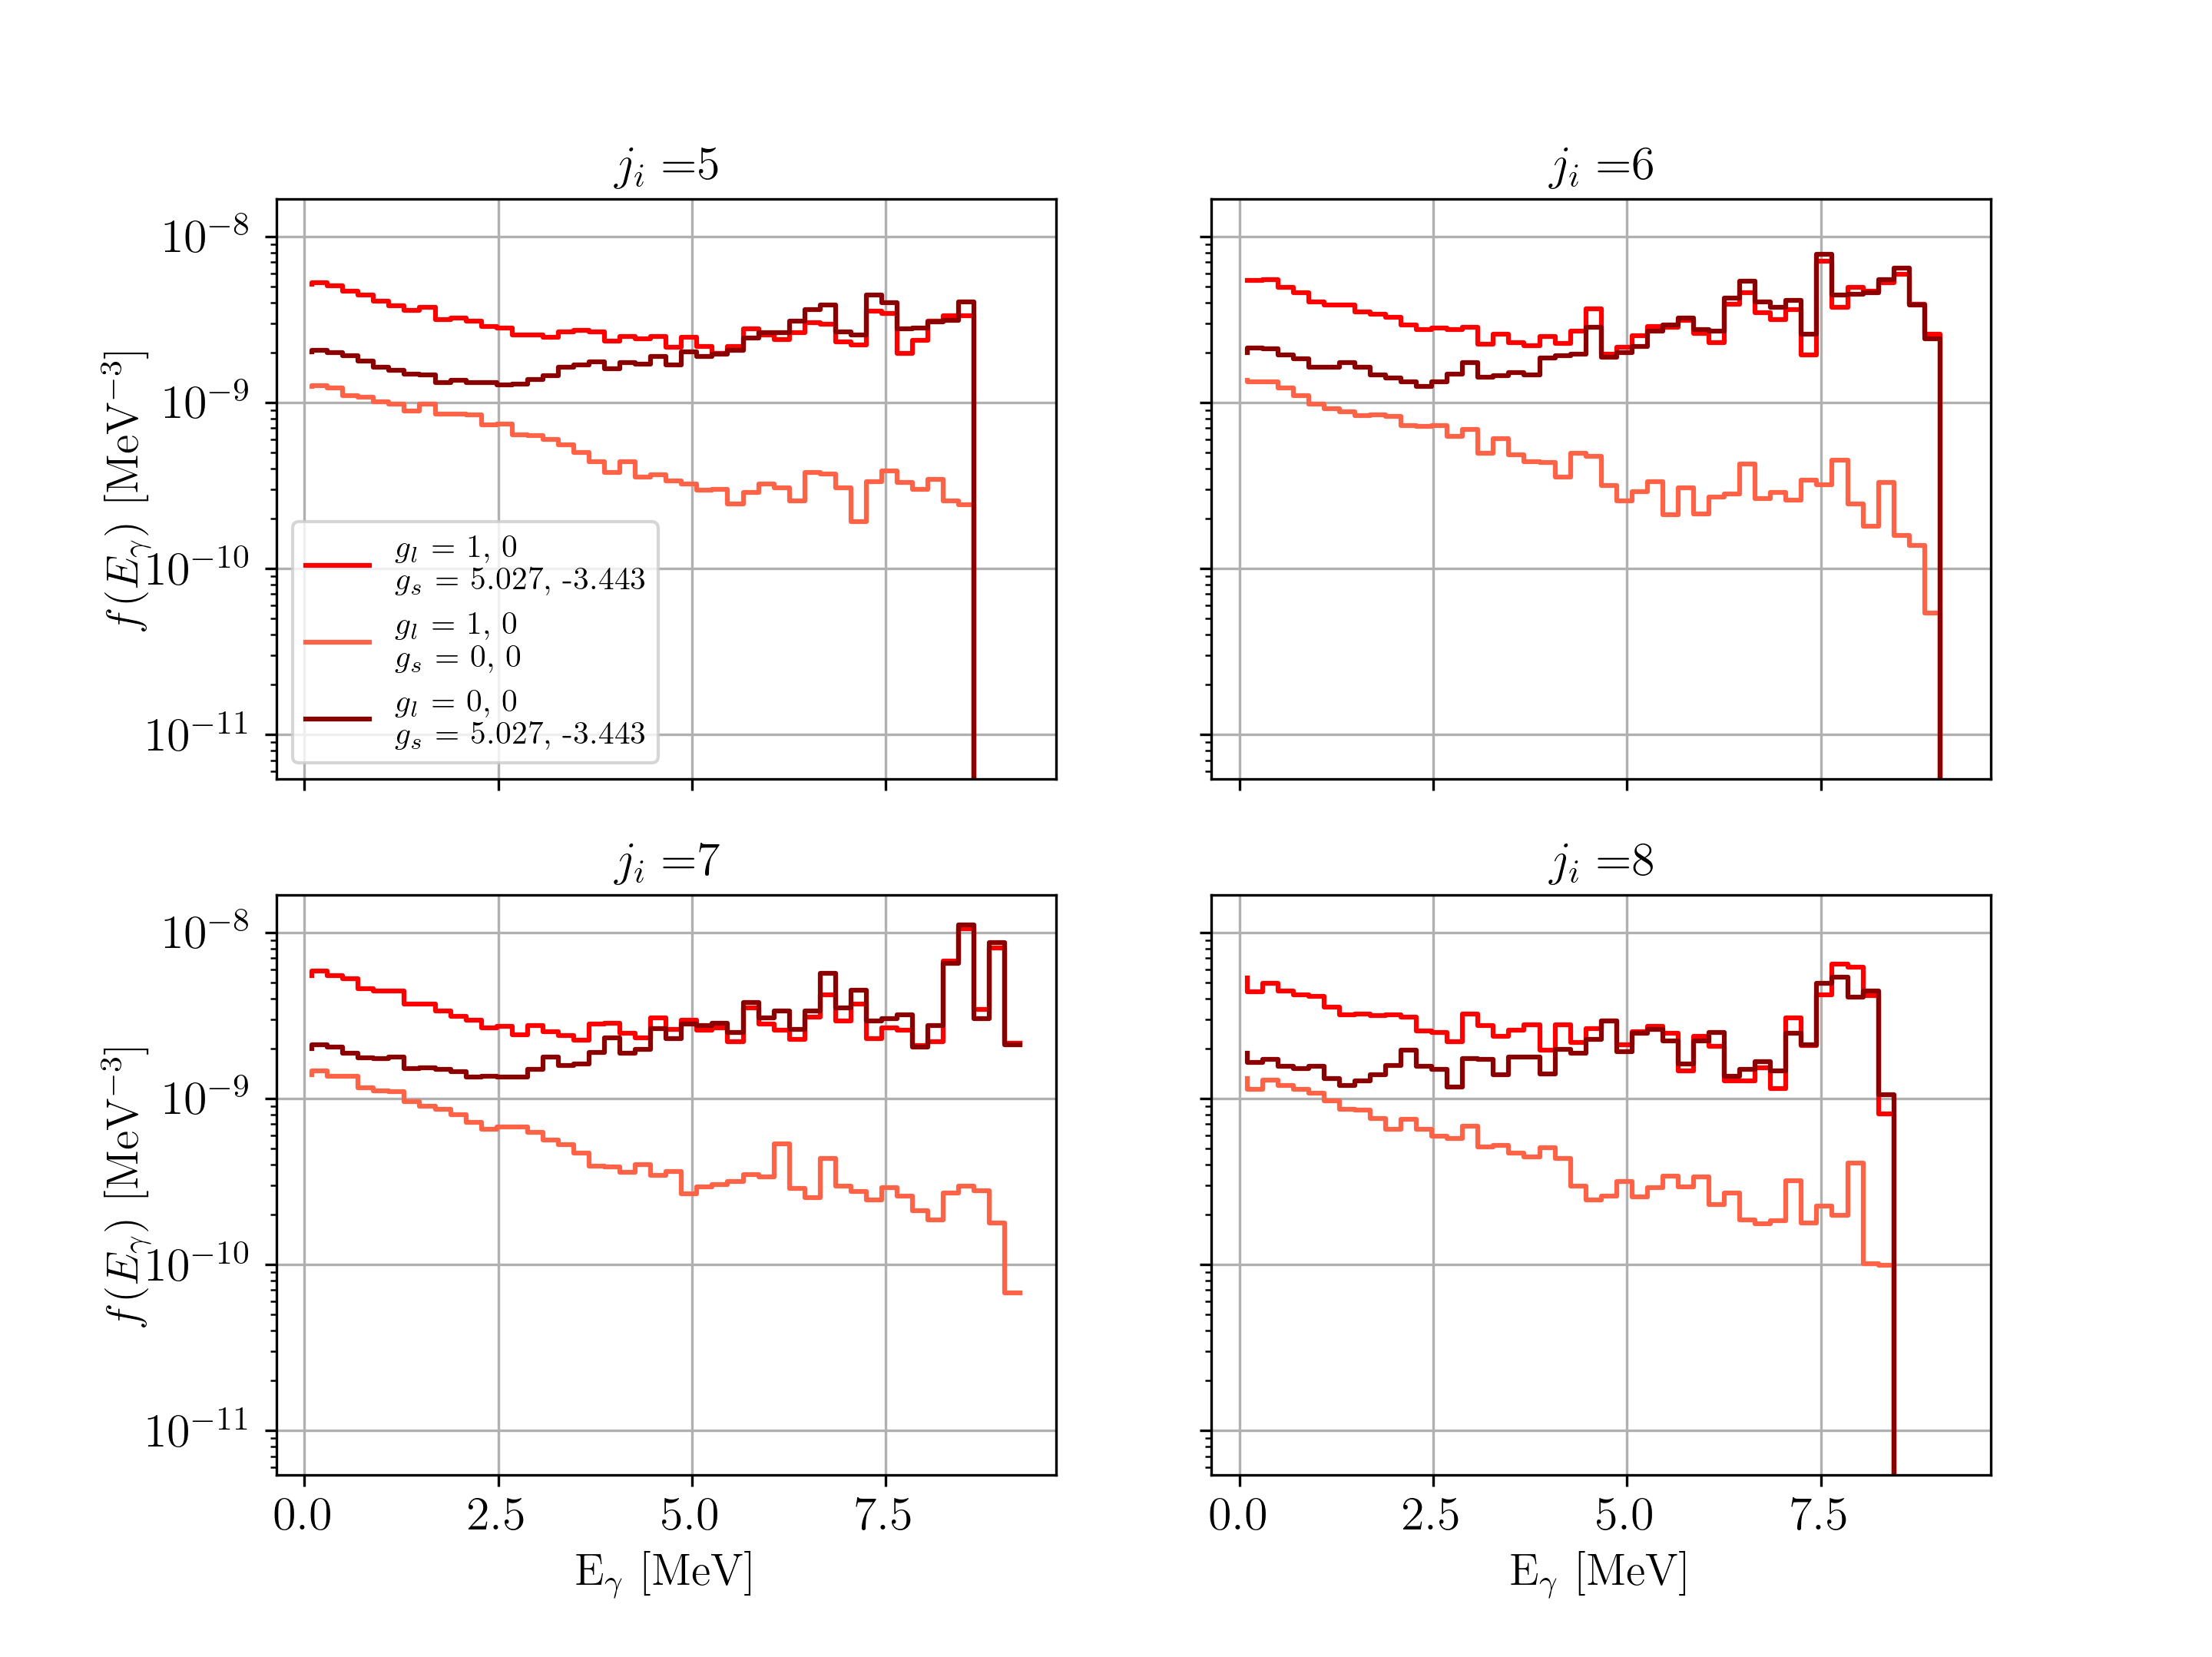 j_i =5
j_i =6
10^{-8}
10^{-9}
10^{-10}
10^{-11}
f(E_γ) [MeV^{-3}]
g_l = 1, 0
g_s = 5.027, -3.443
g_l = 1, 0
g_s = 0, 0
g_l = 0, 0
g_s = 5.027, -3.443
j_i =7
j_i =8
10^{-8}
10^{-9}
10^{-10}
10^{-11}
f(E_γ) [MeV^{-3}]
0.0 2.5 5.0 7.5
0.0 2.5 5.0 7.5
E_γ [MeV]
E_γ [MeV]